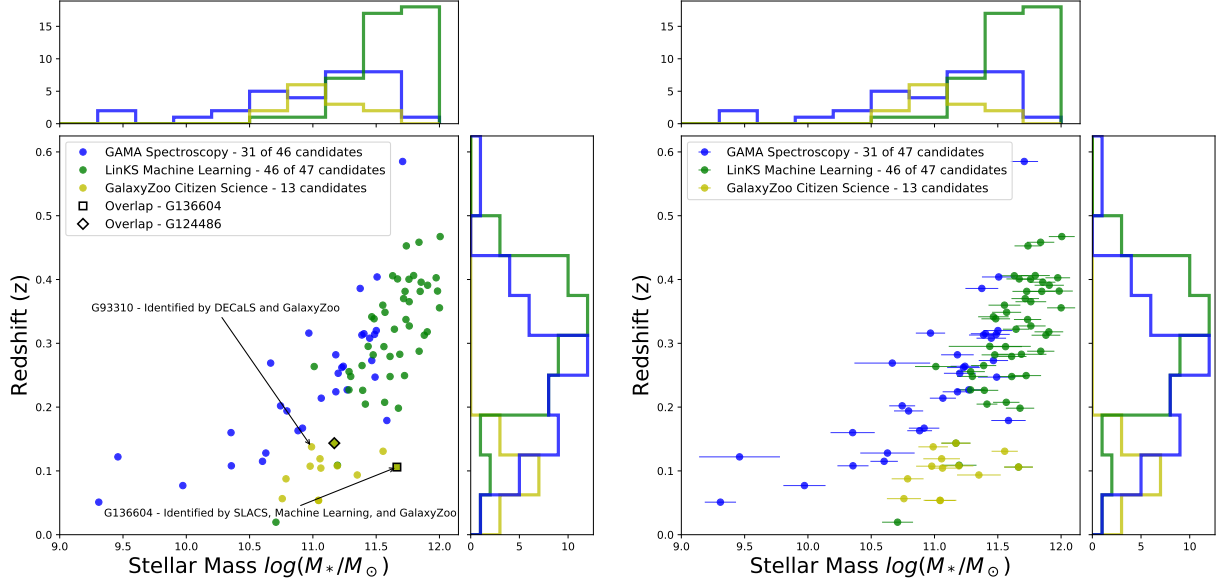 15
10
5
0
GAMA Spectroscopy - 31 of 46 candidates
LinKS Machine Learning - 46 of 47 candidates
GalaxyZoo Citizen Science - 13 candidates
Overlap - G136604
Overlap - G124486
G93310 - Identified by DECaLS and GalaxyZoo
G136604 - Identified by SLACS, Machine Learning, and GalaxyZoo
Redshift (z)
0.6
0.5
0.4
0.3
0.2
0.1
0.0
9.0 9.5 10.0 10.5 11.0 11.5 12.0
Stellar Mass log(M*/M⊙)
0 5 10
15
10
5
0
GAMA Spectroscopy - 31 of 47 candidates
LinKS Machine Learning - 46 of 47 candidates
GalaxyZoo Citizen Science - 13 candidates
Redshift (z)
0.6
0.5
0.4
0.3
0.2
0.1
0.0
9.0 9.5 10.0 10.5 11.0 11.5 12.0
Stellar Mass log(M*/M⊙)
0 5 10